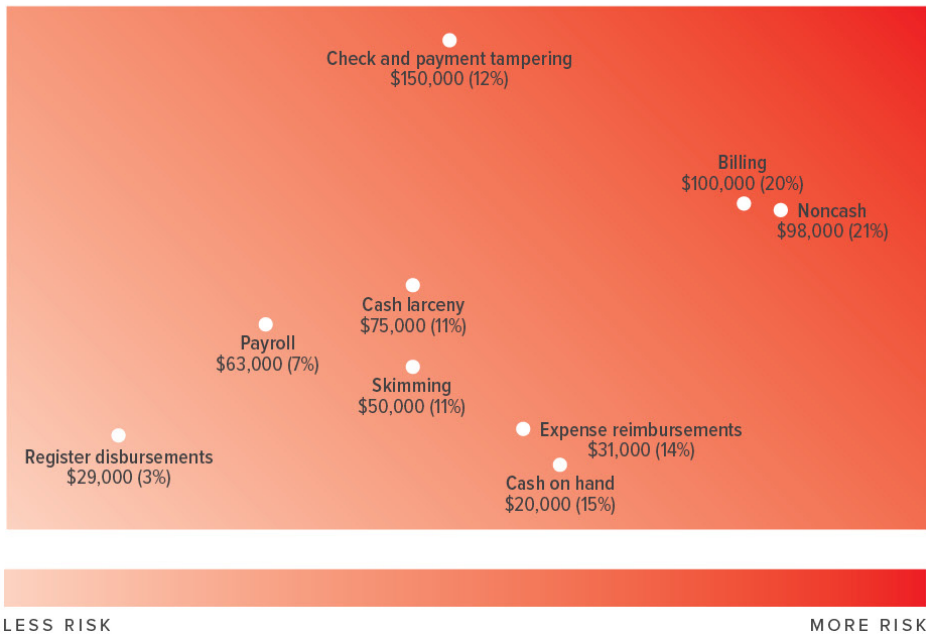 Check and payment tampering
$150,000 (12%)
Billing
$100,000 (20%)
Noncash
$98,000 (21%)
Cash larceny
$75,000 (11%)
Payroll
$63,000 (7%)
Skimming
$50,000 (11%)
Expense reimbursements
$31,000 (14%)
Register disbursements
$29,000 (3%)
Cash on hand
$20,000 (15%)
LESS RISK
MORE RISK